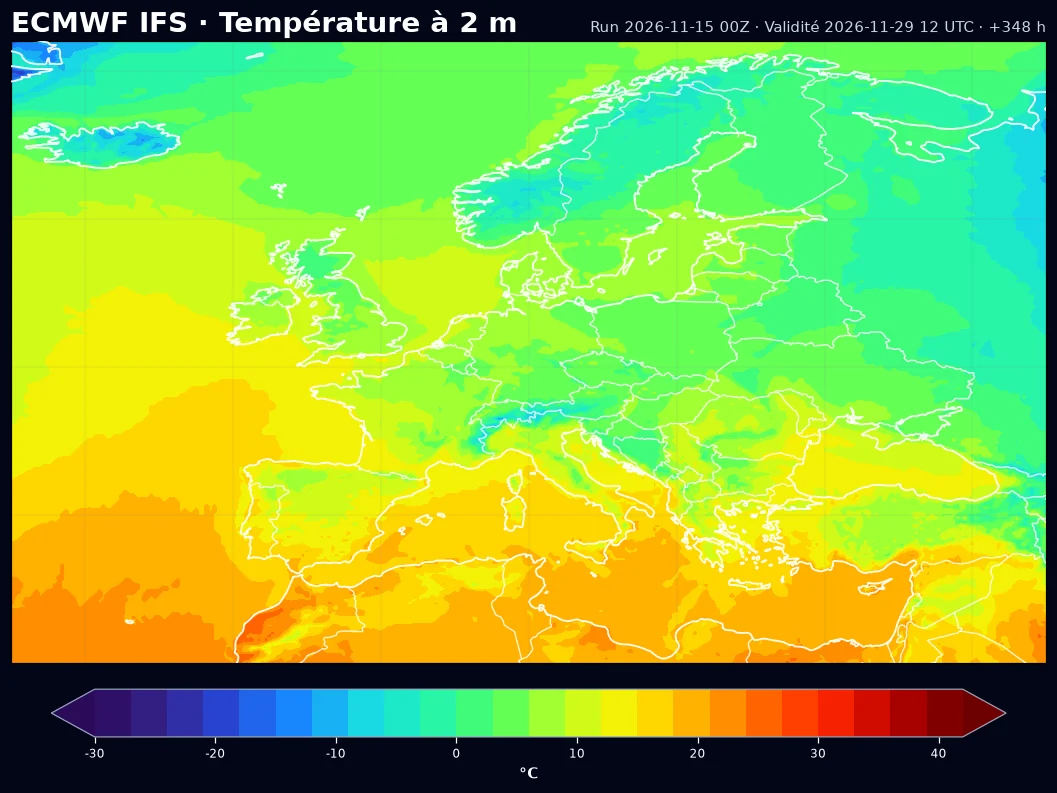 ECMWF IFS · Température à 2 m
Run 2026-11-15 00Z · Validité 2026-11-29 12 UTC · +348 h
-30 -20 -10 0 10 20 30 40
°C